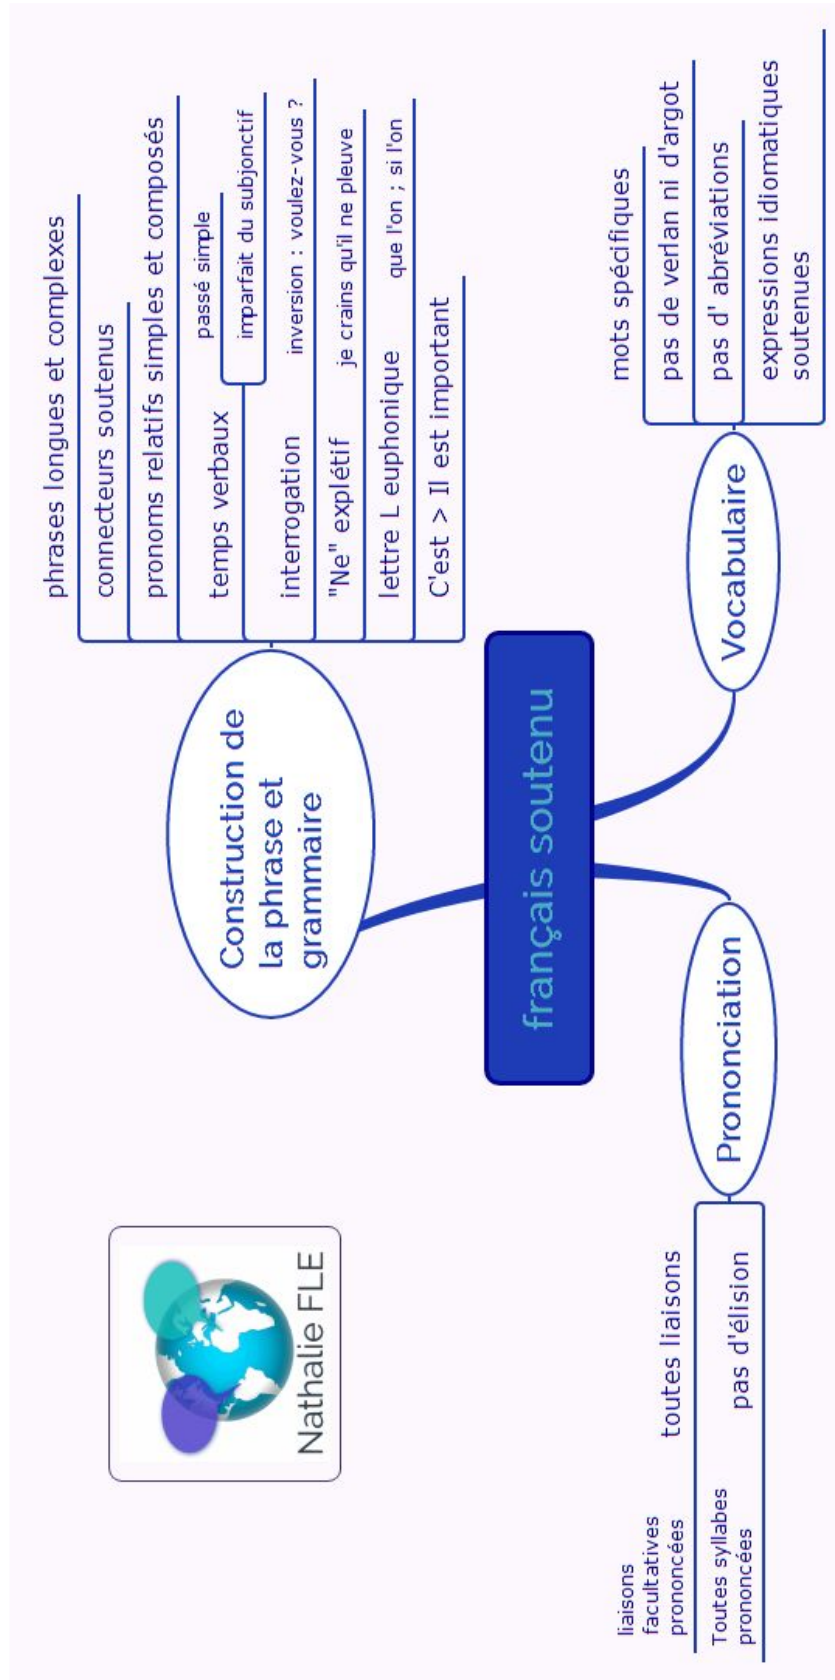 français soutenu
Construction de
la phrase et
grammaire
phrases longues et complexes
connecteurs soutenus
pronoms relatifs simples et composés
temps verbaux
passé simple
imparfait du subjonctif
interrogation
inversion : voulez-vous ?
"Ne" explétif
je crains qu'il ne pleuve
lettre L euphonique
que l'on ; si l'on
C'est > Il est important
Vocabulaire
mots spécifiques
pas de verlan ni d'argot
pas d' abréviations
expressions idiomatiques
soutenues
Prononciation
toutes liaisons
liaisons
facultatives
prononcées
pas d'élision
Toutes syllabes
prononcées
Nathalie FLE